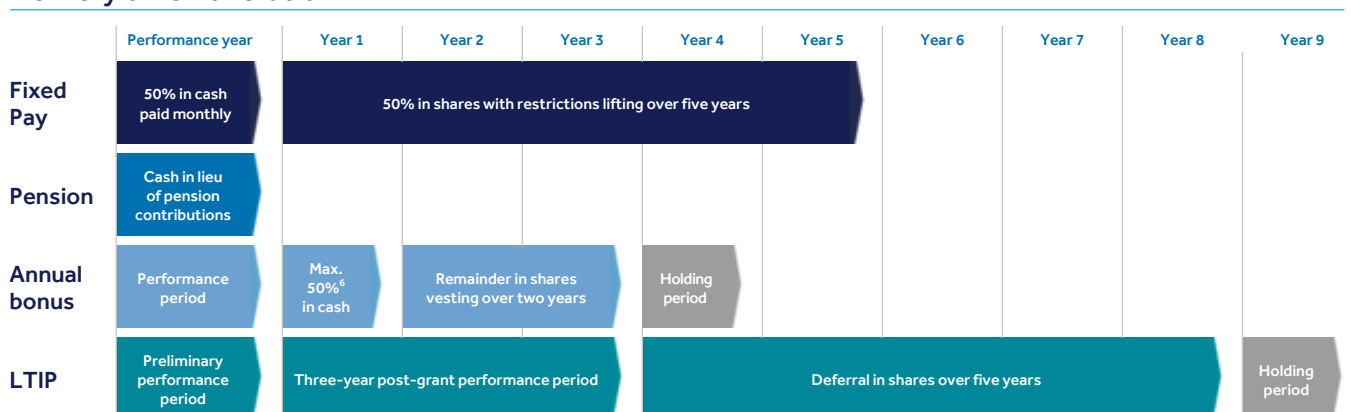 Performance year Year 1 Year 2 Year 3 Year 4 Year 5 Year 6 Year 7 Year 8 Year 9
Fixed
Pay
50% in cash
paid monthly
50% in shares with restrictions lifting over five years
Pension
Cash in lieu
of pension
contributions
Annual
bonus
Performance
period
Max.
50%⁶
in cash
Remainder in shares
vesting over two years
Holding
period
LTIP
Preliminary
performance
period
Three-year post-grant performance period
Deferral in shares over five years
Holding
period